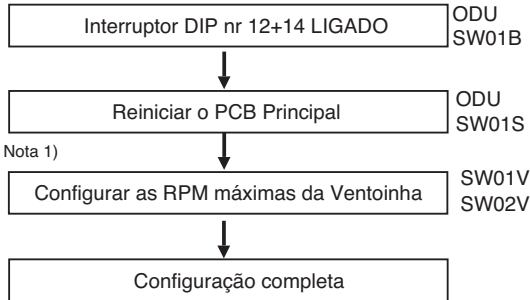 Interruptor DIP nr 12+14 LIGADO
ODU
SW01B
Reiniciar o PCB Principal
ODU
SW01S
Nota 1)
Configurar as RPM máximas da Ventoinha
SW01V
SW02V
Configuração completa